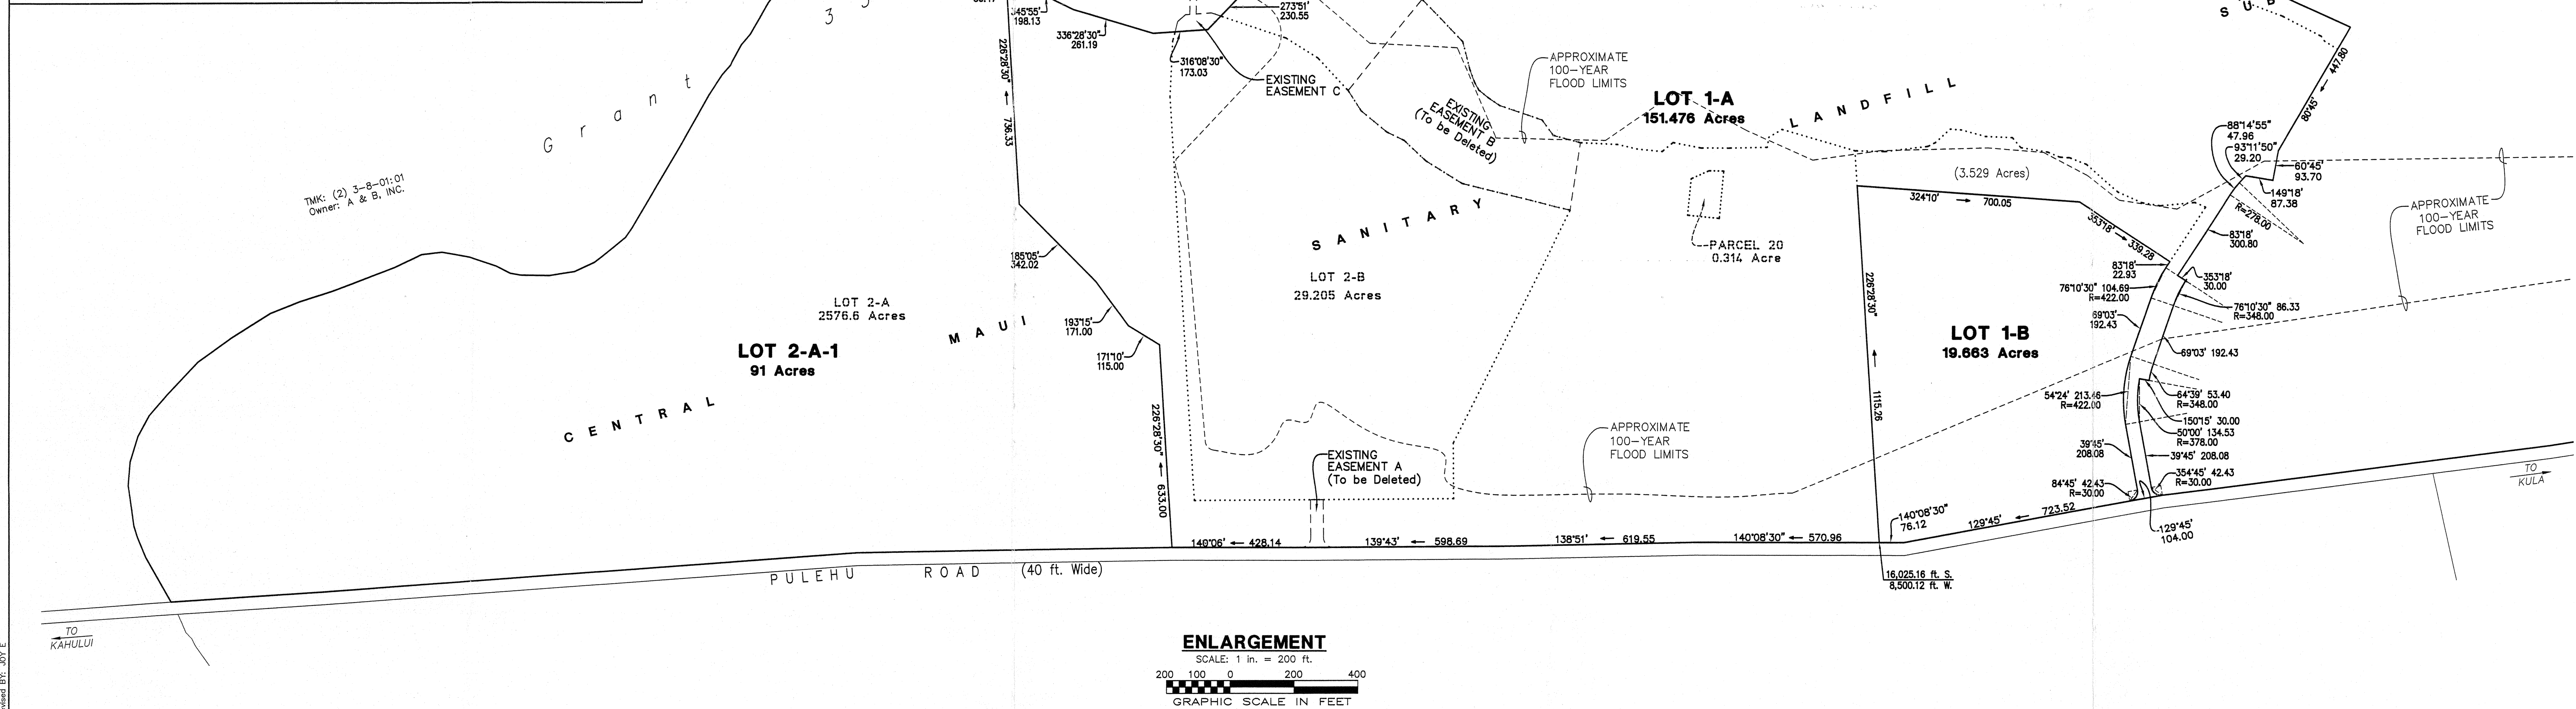 345°55'
198.13
336°28'30"
261.19
316°08'30"
173.03
273°51'
230.55
EXISTING
EASEMENT C
226°28'30"
736.33
3
Grant
TMK: (2) 3-8-01:01
Owner: A & B, INC.
APPROXIMATE
100-YEAR
FLOOD LIMITS
EXISTING
EASEMENT B
(To be Deleted)
LOT 1-A
151.476 Acres
LANDFILL
SUB
447.80
80°45'
88°14'55"
47.96
93°11'50"
29.20
60°45'
93.70
149°18'
87.38
R=278.00
83°18'
300.80
APPROXIMATE
100-YEAR
FLOOD LIMITS
(3.529 Acres)
324°10' 700.05
353°18' 339.28
83°18'
22.93
353°18'
30.00
76°10'30" 104.69
R=422.00
76°10'30" 86.33
R=348.00
69°03'
192.43
69°03' 192.43
SANITARY
LOT 2-B
29.205 Acres
PARCEL 20
0.314 Acre
185°05'
342.02
193°15'
171.00
171°10'
115.00
LOT 2-A
2576.6 Acres
MAUI
LOT 2-A-1
91 Acres
CENTRAL
226°28'30"
633.00
226°28'30"
1115.26
LOT 1-B
19.663 Acres
54°24' 213.46
R=422.00
64°39' 53.40
R=348.00
150°15' 30.00
50°00' 134.53
R=378.00
39°45'
208.08
39°45' 208.08
84°45' 42.43
R=30.00
354°45' 42.43
R=30.00
TO
KULA
EXISTING
EASEMENT A
(To be Deleted)
APPROXIMATE
100-YEAR
FLOOD LIMITS
140°06' 428.14
139°43' 598.69
138°51' 619.55
140°08'30" 570.96
140°08'30"
76.12
129°45' 723.52
129°45'
104.00
16,025.16 ft. S.
8,500.12 ft. W.
PULEHU ROAD (40 ft. Wide)
TO
KAHULUI
ENLARGEMENT
SCALE: 1 in. = 200 ft.
200 100 0 200 400
GRAPHIC SCALE IN FEET
BY: JOY E